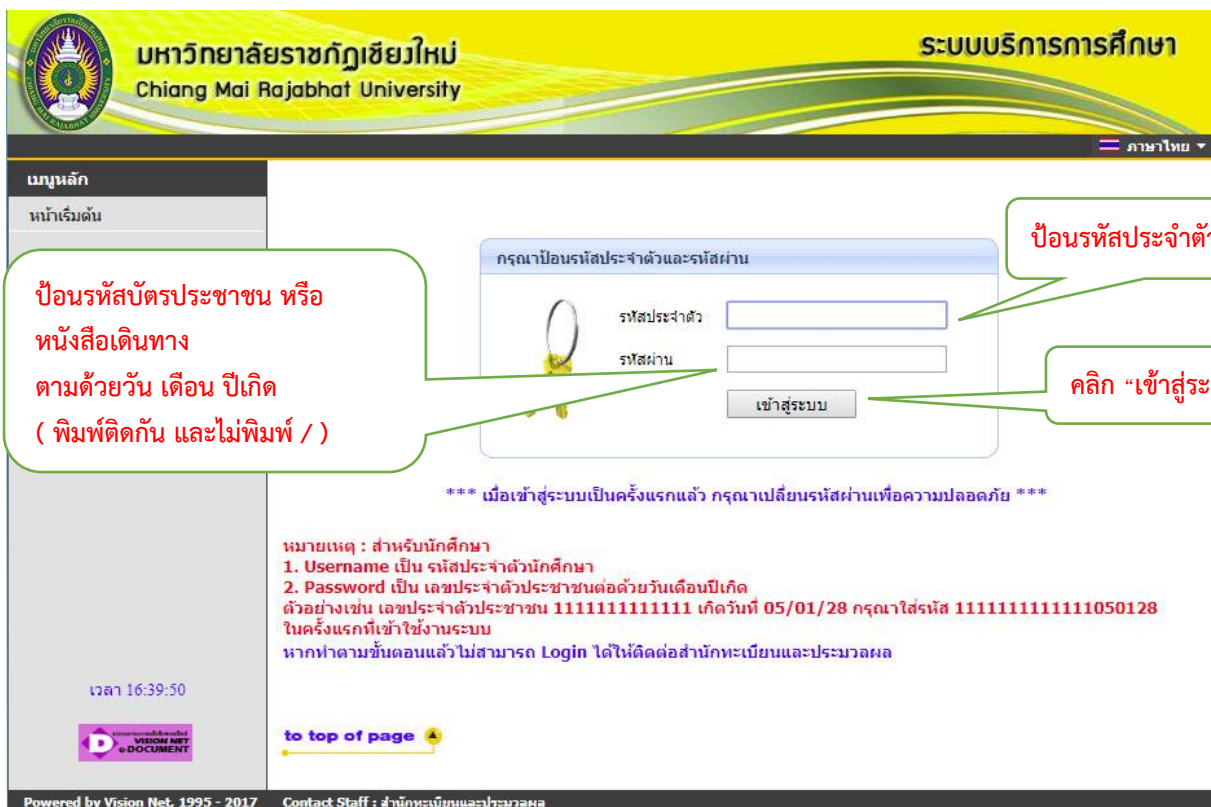 มหาวิทยาลัยราชภัฏเชียงใหม่
Chiang Mai Rajabhat University
ระบบบริการการศึกษา
ภาษาไทย
เมนูหลัก
หน้าเริ่มต้น
ป้อนรหัสประจำตั
กรุณาป้อนรหัสประจำตัวและรหัสผ่าน
ป้อนรหัสบัตรประชาชน หรือ
หนังสือเดินทาง
ตามด้วยวัน เดือน ปีเกิด
( พิมพ์ติดกัน และไม่พิมพ์ / )
รหัสประจำตัว
รหัสผ่าน
เข้าสู่ระบบ
คลิก “เข้าสู่ระ
*** เมื่อเข้าสู่ระบบเป็นครั้งแรกแล้ว กรุณาเปลี่ยนรหัสผ่านเพื่อความปลอดภัย ***
หมายเหตุ : สำหรับนักศึกษา
1. Username เป็น รหัสประจำตัวนักศึกษา
2. Password เป็น เลขประจำตัวประชาชนต่อด้วยวันเดือนปีเกิด
ตัวอย่างเช่น เลขประจำตัวประชาชน 1111111111111 เกิดวันที่ 05/01/28 กรุณาใส่รหัส 1111111111111050128
ในครั้งแรกที่เข้าใช้งานระบบ
หากทำตามขั้นตอนแล้วไม่สามารถ Login ได้ให้ติดต่อสำนักทะเบียนและประมวลผล
เวลา 16:39:50
VISION NET
e-DOCUMENT
to top of page
Powered by Vision Net, 1995 - 2017
Contact Staff : สำนักทะเบียนและประมวลผล